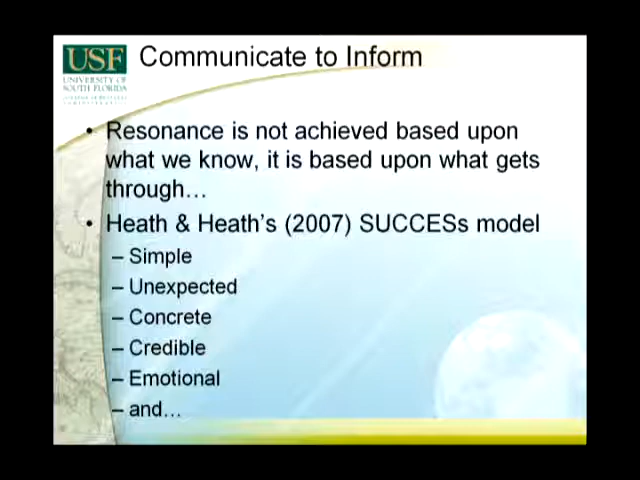 USF
UNIVERSITY OF
SOUTH FLORIDA
Communicate to Inform
• Resonance is not achieved based upon
what we know, it is based upon what gets
through…
• Heath & Heath's (2007) SUCCESs model
– Simple
– Unexpected
– Concrete
– Credible
– Emotional
– and…